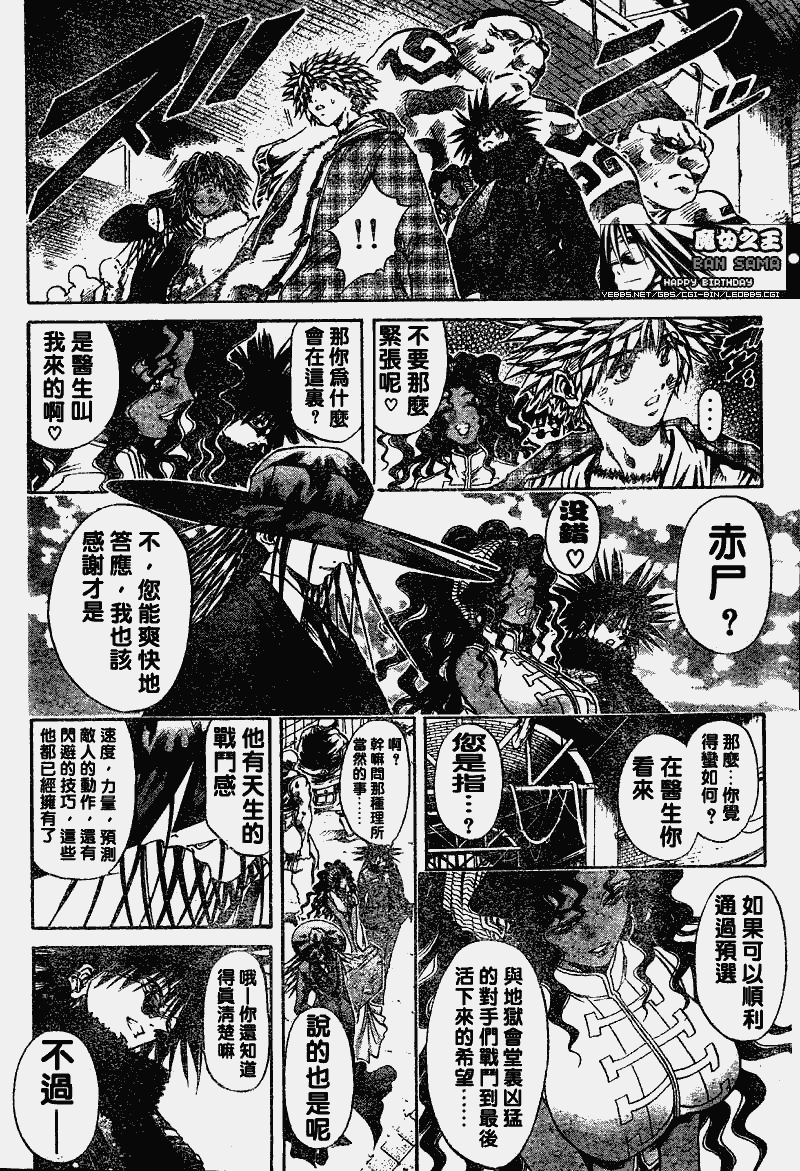 !!
魔女之王
BAN SAMA
HAPPY BIRTHDAY
YEBBS.NET/GBS/CGI-BIN/LEOBBS.CGI
不要那麼
緊張呢♡
⋯
那你為什麼
會在這裏？
是醫生叫
我來的啊♡
赤尸？
没錯♡
不，您能爽快地
答應，我也該
感謝才是
那麼…你覺
得蠻如何？
在醫生你
看來
您是指…？
如果可以順利
通過預選
與地獄會堂裏凶猛
的對手們戰鬥到最後
活下來的希望……
啊？
幹嘛問那種理所
當然的事……
說的也是呢
他有天生的
戰鬥感
速度，力量，預測
敵人的動作，還有
閃避的技巧，這些
他都已經擁有了
哦—你還知道
得真清楚嘛
不過—